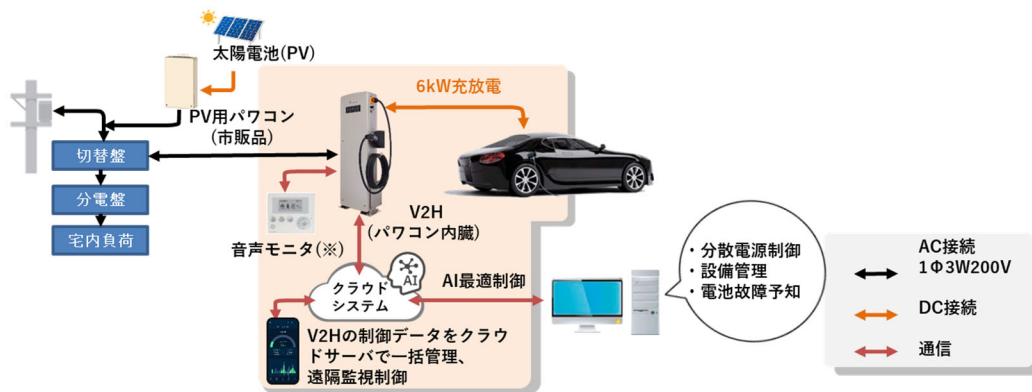 太陽電池(PV)
PV用パワコン
(市販品)
切替盤
分電盤
宅内負荷
6kW充放電
V2H
(パワコン内臓)
音声モニタ(※)
AI
クラウド
システム
AI最適制御
V2Hの制御データをクラウ
ドサーバで一括管理、
遠隔監視制御
・分散電源制御
・設備管理
・電池故障予知
AC接続
1Φ3W200V
DC接続
通信